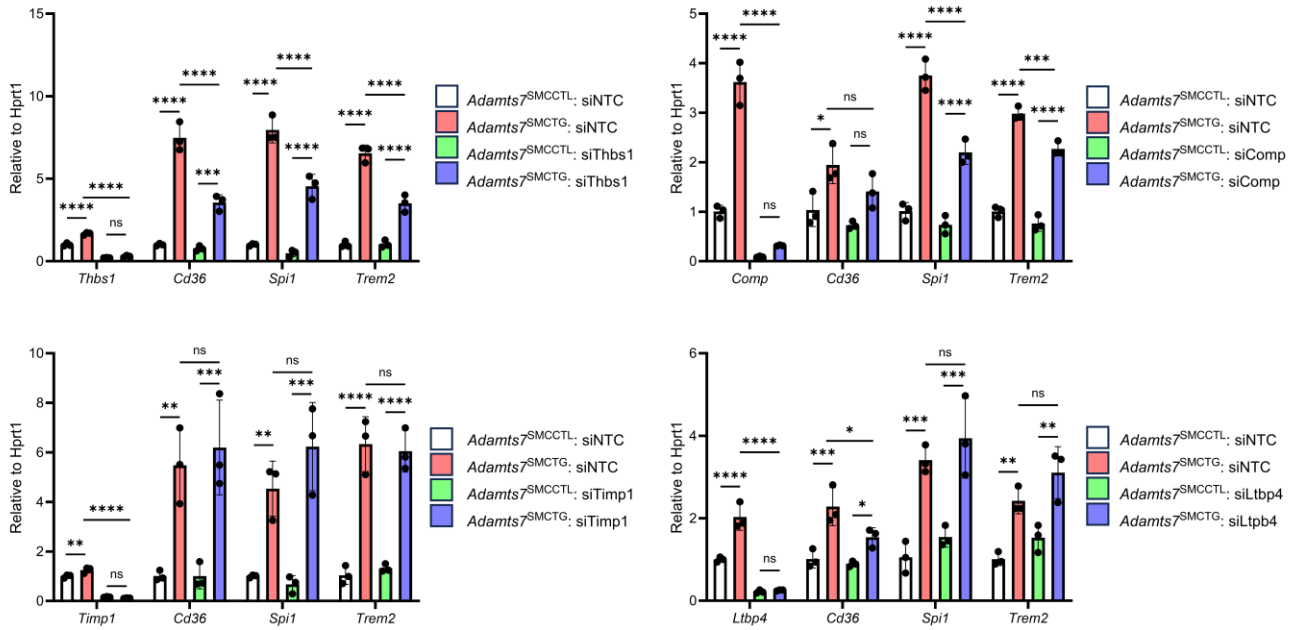 15
10
5
0
Relative to Hprt1
****
****
ns
****
****
***
****
****
****
****
****
****
Thbs1
Cd36
Spi1
Trem2
Adamts7SMCCTL: siNTC
Adamts7SMCTG: siNTC
Adamts7SMCCTL: siThbs1
Adamts7SMCTG: siThbs1
5
4
3
2
1
0
Relative to Hprt1
****
****
ns
ns
*
ns
****
****
****
***
****
****
Comp
Cd36
Spi1
Trem2
Adamts7SMCCTL: siNTC
Adamts7SMCTG: siNTC
Adamts7SMCCTL: siComp
Adamts7SMCTG: siComp
10
8
6
4
2
0
Relative to Hprt1
****
**
ns
ns
***
**
ns
***
**
ns
****
****
Timp1
Cd36
Spi1
Trem2
Adamts7SMCCTL: siNTC
Adamts7SMCTG: siNTC
Adamts7SMCCTL: siTimp1
Adamts7SMCTG: siTimp1
6
4
2
0
Relative to Hprt1
****
****
ns
*
***
*
ns
***
***
ns
**
**
Ltbp4
Cd36
Spi1
Trem2
Adamts7SMCCTL: siNTC
Adamts7SMCTG: siNTC
Adamts7SMCCTL: siLtbp4
Adamts7SMCTG: siLtpb4